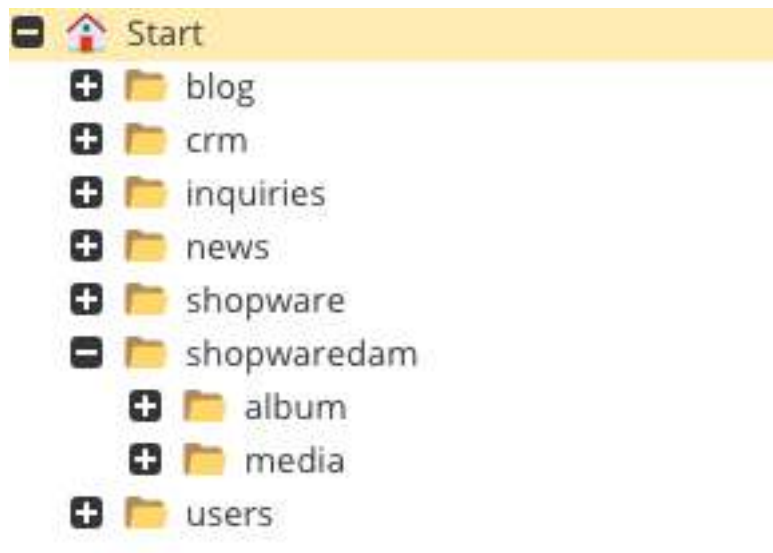 Start
blog
crm
inquiries
news
shopware
shopwaredam
album
media
users